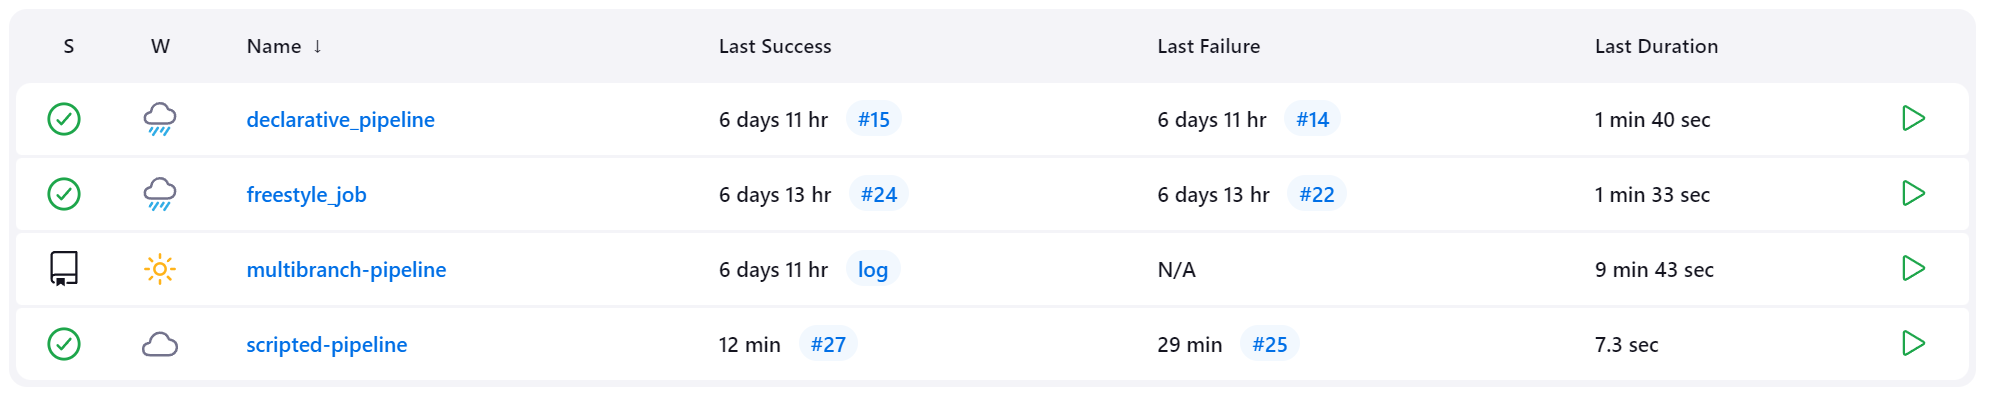 S W Name ↓ Last Success Last Failure Last Duration
declarative_pipeline 6 days 11 hr #15 6 days 11 hr #14 1 min 40 sec
freestyle_job 6 days 13 hr #24 6 days 13 hr #22 1 min 33 sec
multibranch-pipeline 6 days 11 hr log N/A 9 min 43 sec
scripted-pipeline 12 min #27 29 min #25 7.3 sec